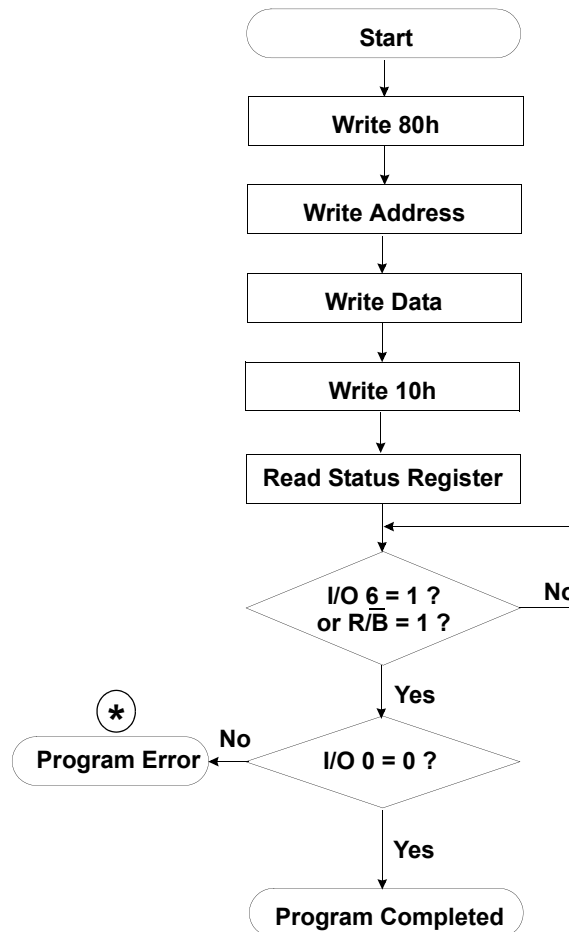 Start
Write 80h
Write Address
Write Data
Write 10h
Read Status Register
I/O 6 = 1 ?
or R/B̅ = 1 ?
No
Yes
*
No
Program Error
I/O 0 = 0 ?
Yes
Program Completed